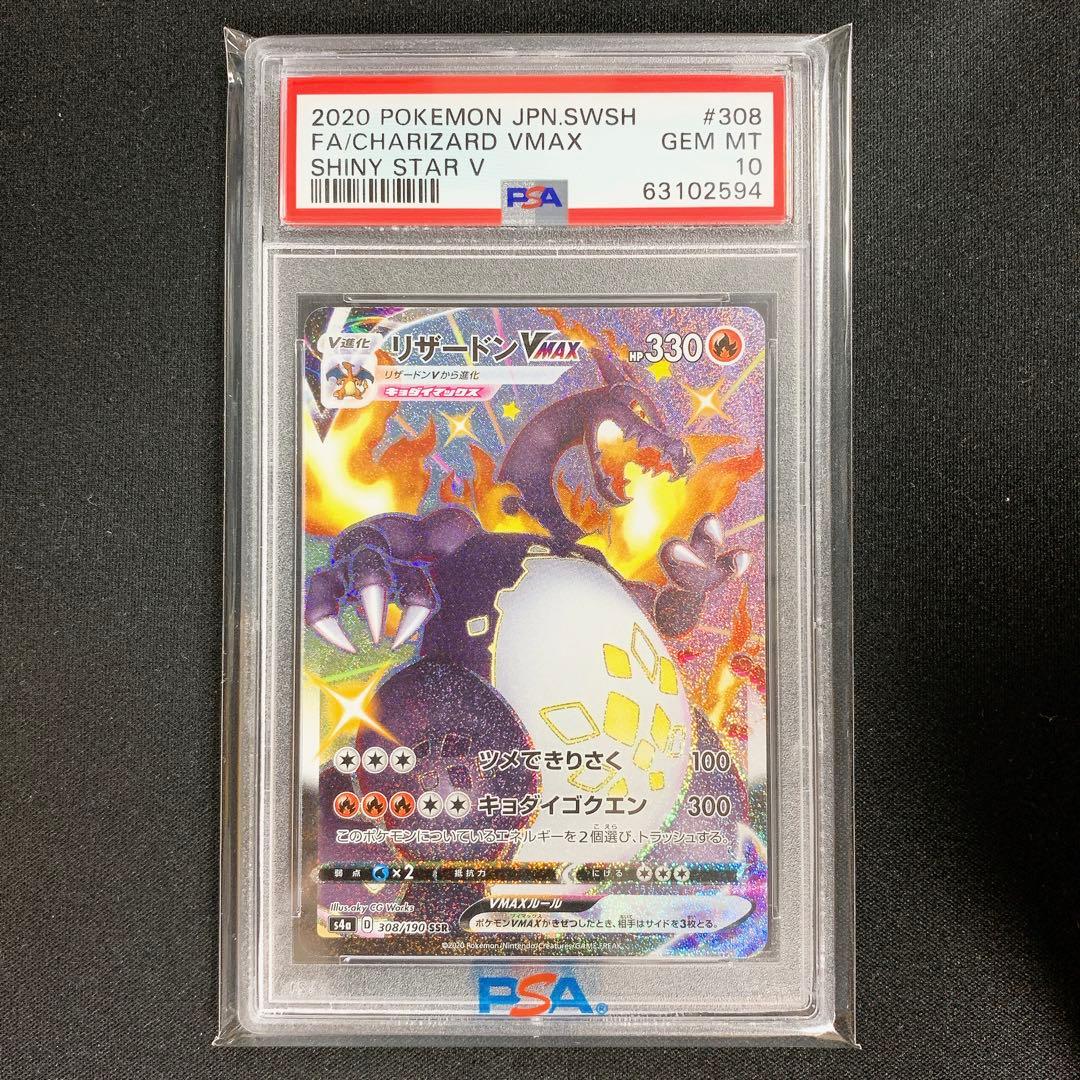 2020 POKEMON JPN.SWSH #308
FA/CHARIZARD VMAX GEM MT
SHINY STAR V 10
PSA 63102594
V進化 リザードンVMAX HP330
リザードンVから進化
キョダイマックス
ツメできりさく 100
キョダイゴクエン 300
このポケモンについているエネルギーを2個選び、トラッシュする。
弱点 ×2 抵抗力 にげる
VMAXルール
ポケモンVMAXがきぜつしたとき、相手はサイドを3枚とる。
Illus.aky CG Works
s4a D 308/190 SSR
©2020 Pokémon/Nintendo/Creatures/GAME FREAK.
PSA®